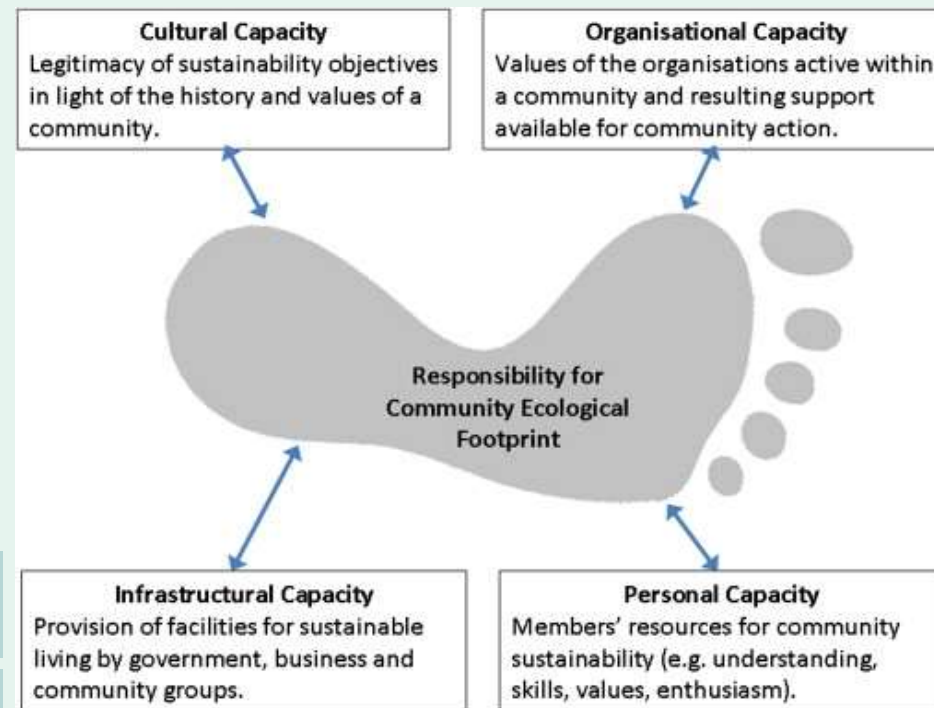 Cultural Capacity
Legitimacy of sustainability objectives
in light of the history and values of a
community.
Organisational Capacity
Values of the organisations active within
a community and resulting support
available for community action.
Responsibility for
Community Ecological
Footprint
Infrastructural Capacity
Provision of facilities for sustainable
living by government, business and
community groups.
Personal Capacity
Members' resources for community
sustainability (e.g. understanding,
skills, values, enthusiasm).